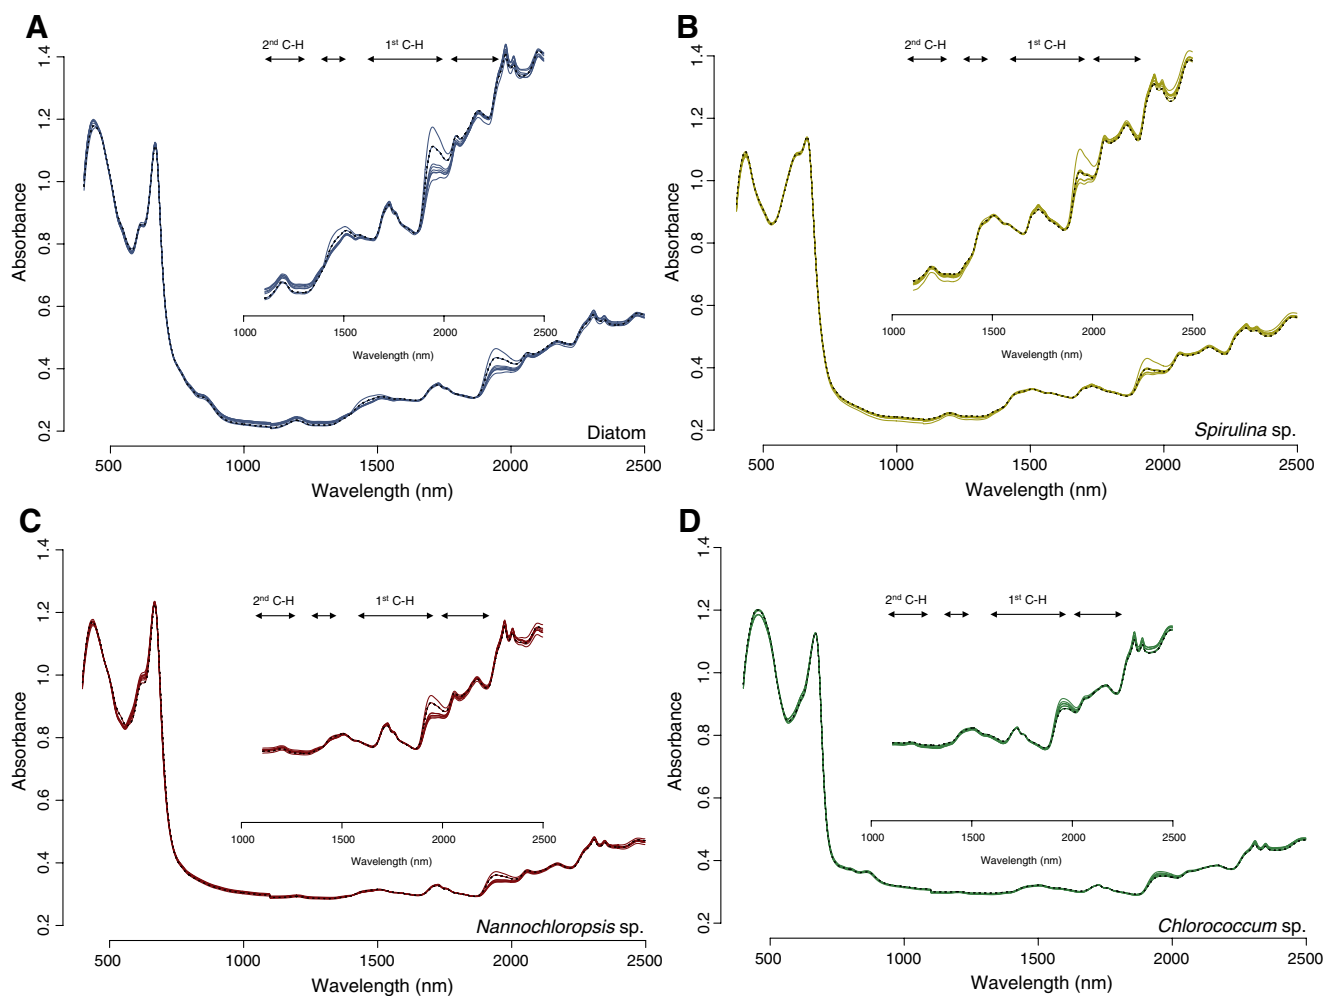 A
2nd C-H
1st C-H
Absorbance
1.4
1.2
1.0
0.8
0.6
0.4
0.2
1000 1500 2000 2500
Wavelength (nm)
Diatom
500 1000 1500 2000 2500
Wavelength (nm)
B
2nd C-H
1st C-H
Absorbance
1.4
1.2
1.0
0.8
0.6
0.4
0.2
1000 1500 2000 2500
Wavelength (nm)
Spirulina sp.
500 1000 1500 2000 2500
Wavelength (nm)
C
2nd C-H
1st C-H
Absorbance
1.4
1.2
1.0
0.8
0.6
0.4
0.2
1000 1500 2000 2500
Wavelength (nm)
Nannochloropsis sp.
500 1000 1500 2000 2500
Wavelength (nm)
D
2nd C-H
1st C-H
Absorbance
1.4
1.2
1.0
0.8
0.6
0.4
0.2
1000 1500 2000 2500
Wavelength (nm)
Chlorococcum sp.
500 1000 1500 2000 2500
Wavelength (nm)